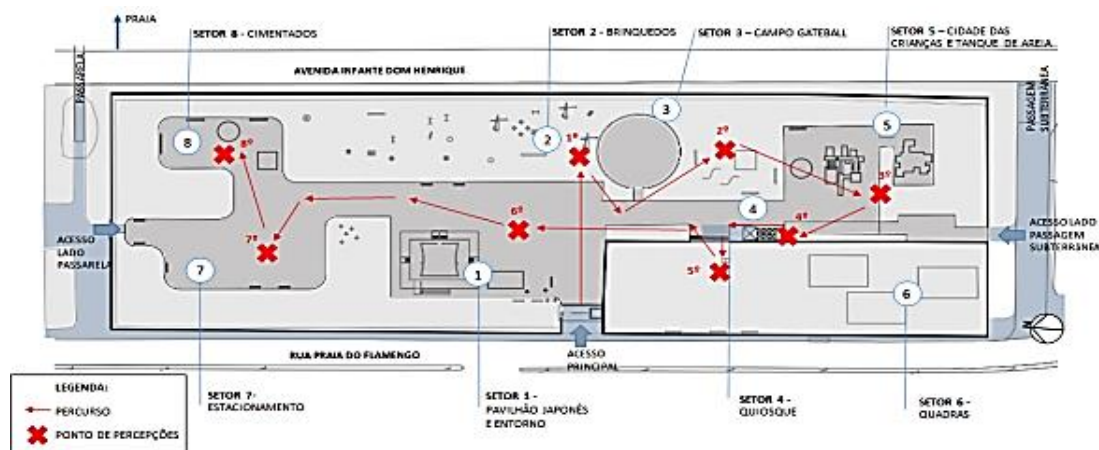 PRAIA
SETOR 8 - CIMENTADOS
SETOR 2 - BRINQUEDOS
SETOR 3 – CAMPO GATEBALL
SETOR 5 – CIDADE DAS
CRIANÇAS E TANQUE DE AREIA.
AVENIDA INFANTE DOM HENRIQUE
PASSARELA
PASSAGEM
SUBTERRÂNEA
3
5
8
8º
2
1º
2º
3º
4
4º
6º
7º
5º
ACESSO
LADO
PASSARELA
ACESSO LADO
PASSAGEM
SUBTERRÂNEA
7
1
6
N
RUA PRAIA DO FLAMENGO
ACESSO
PRINCIPAL
LEGENDA:
PERCURSO
PONTO DE PERCEPÇÕES
SETOR 7-
ESTACIONAMENTO
SETOR 1 -
PAVILHÃO JAPONÊS
E ENTORNO
SETOR 4 -
QUIOSQUE
SETOR 6 -
QUADRAS